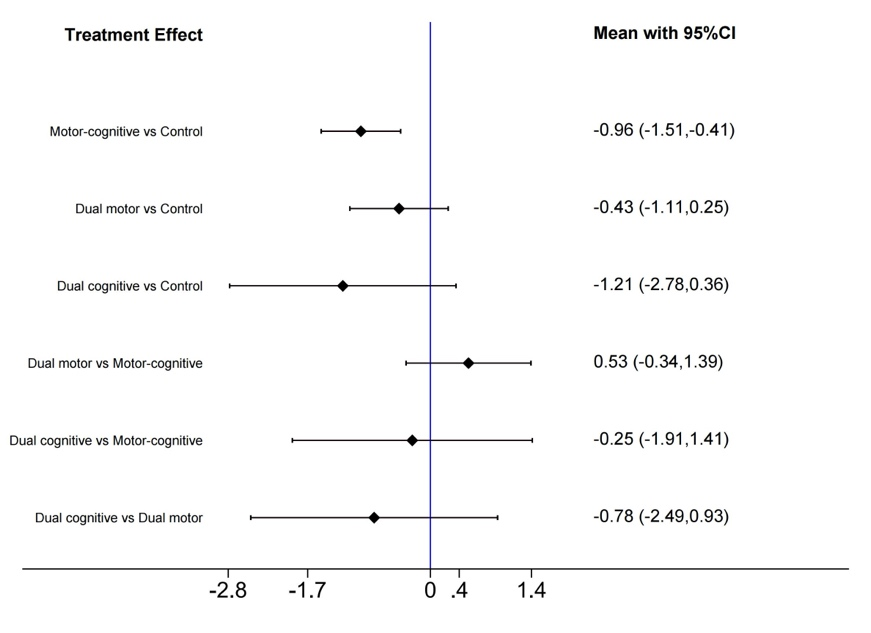 Treatment Effect Mean with 95%CI
Motor-cognitive vs Control -0.96 (-1.51,-0.41)
Dual motor vs Control -0.43 (-1.11,0.25)
Dual cognitive vs Control -1.21 (-2.78,0.36)
Dual motor vs Motor-cognitive 0.53 (-0.34,1.39)
Dual cognitive vs Motor-cognitive -0.25 (-1.91,1.41)
Dual cognitive vs Dual motor -0.78 (-2.49,0.93)
-2.8 -1.7 0 .4 1.4